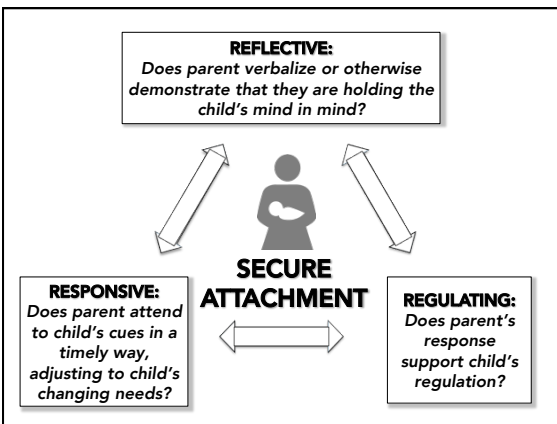 REFLECTIVE:
Does parent verbalize or otherwise
demonstrate that they are holding the
child's mind in mind?
SECURE
ATTACHMENT
RESPONSIVE:
Does parent attend
to child's cues in a
timely way,
adjusting to child's
changing needs?
REGULATING:
Does parent's
response
support child's
regulation?